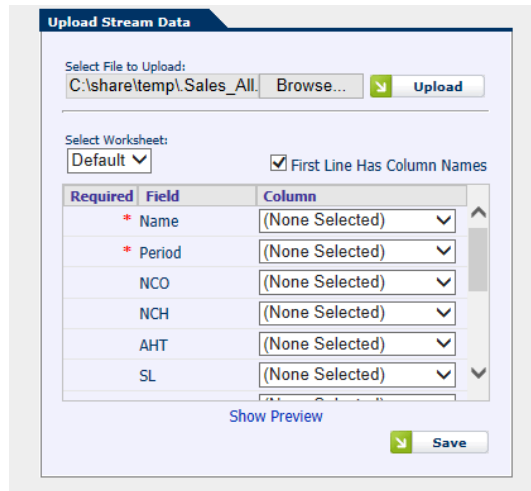 Upload Stream Data
Select File to Upload:
C:\share\temp\.Sales_All. Browse... Upload
Select Worksheet:
Default First Line Has Column Names
Required Field Column
* Name (None Selected)
* Period (None Selected)
NCO (None Selected)
NCH (None Selected)
AHT (None Selected)
SL (None Selected)
Show Preview
Save